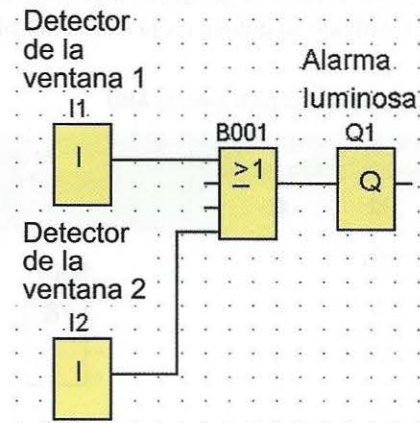 Detector
de la
ventana 1
I1
I
Alarma
luminosa
B001
≥1
Q1
Q
Detector
de la
ventana 2
I2
I